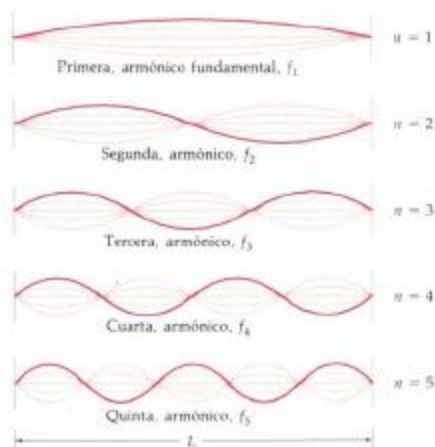 n = 1
Primera, armónico fundamental, f₁
n = 2
Segunda, armónico, f₂
n = 3
Tercera, armónico, f₃
n = 4
Cuarta, armónico, f₄
n = 5
Quinta, armónico, f₅
L